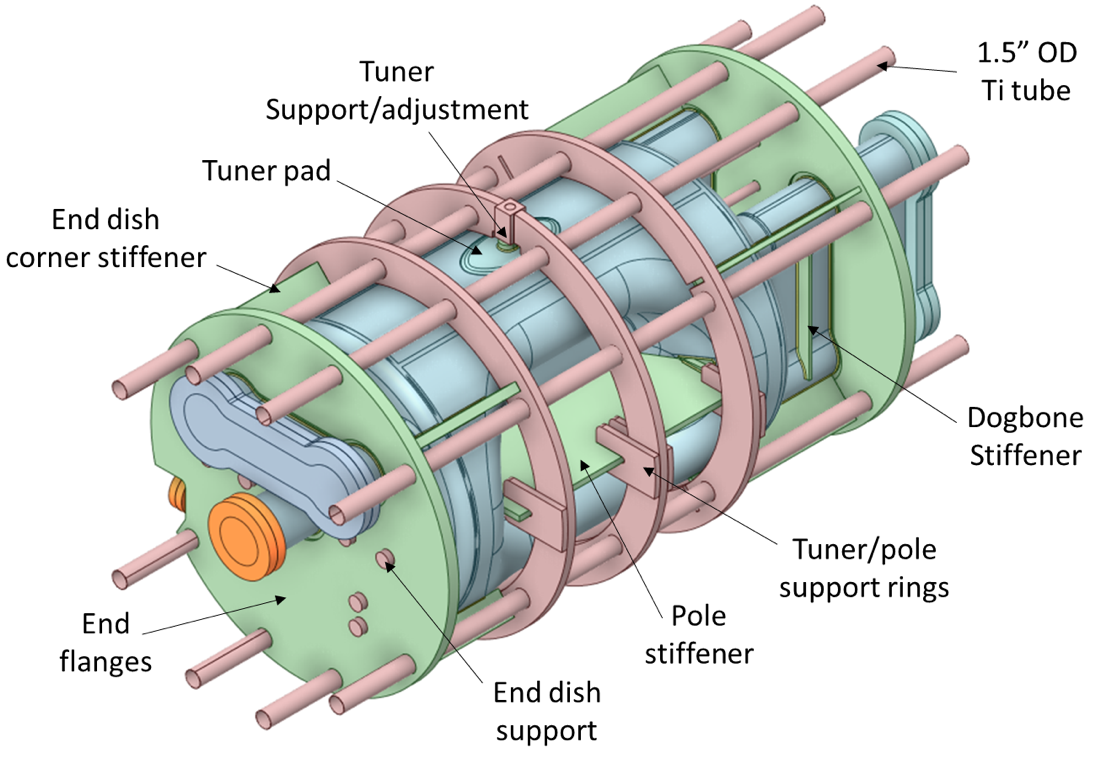 Tuner
Support/adjustment
1.5” OD
Ti tube
Tuner pad
End dish
corner stiffener
Dogbone
Stiffener
Tuner/pole
support rings
End
flanges
Pole
stiffener
End dish
support